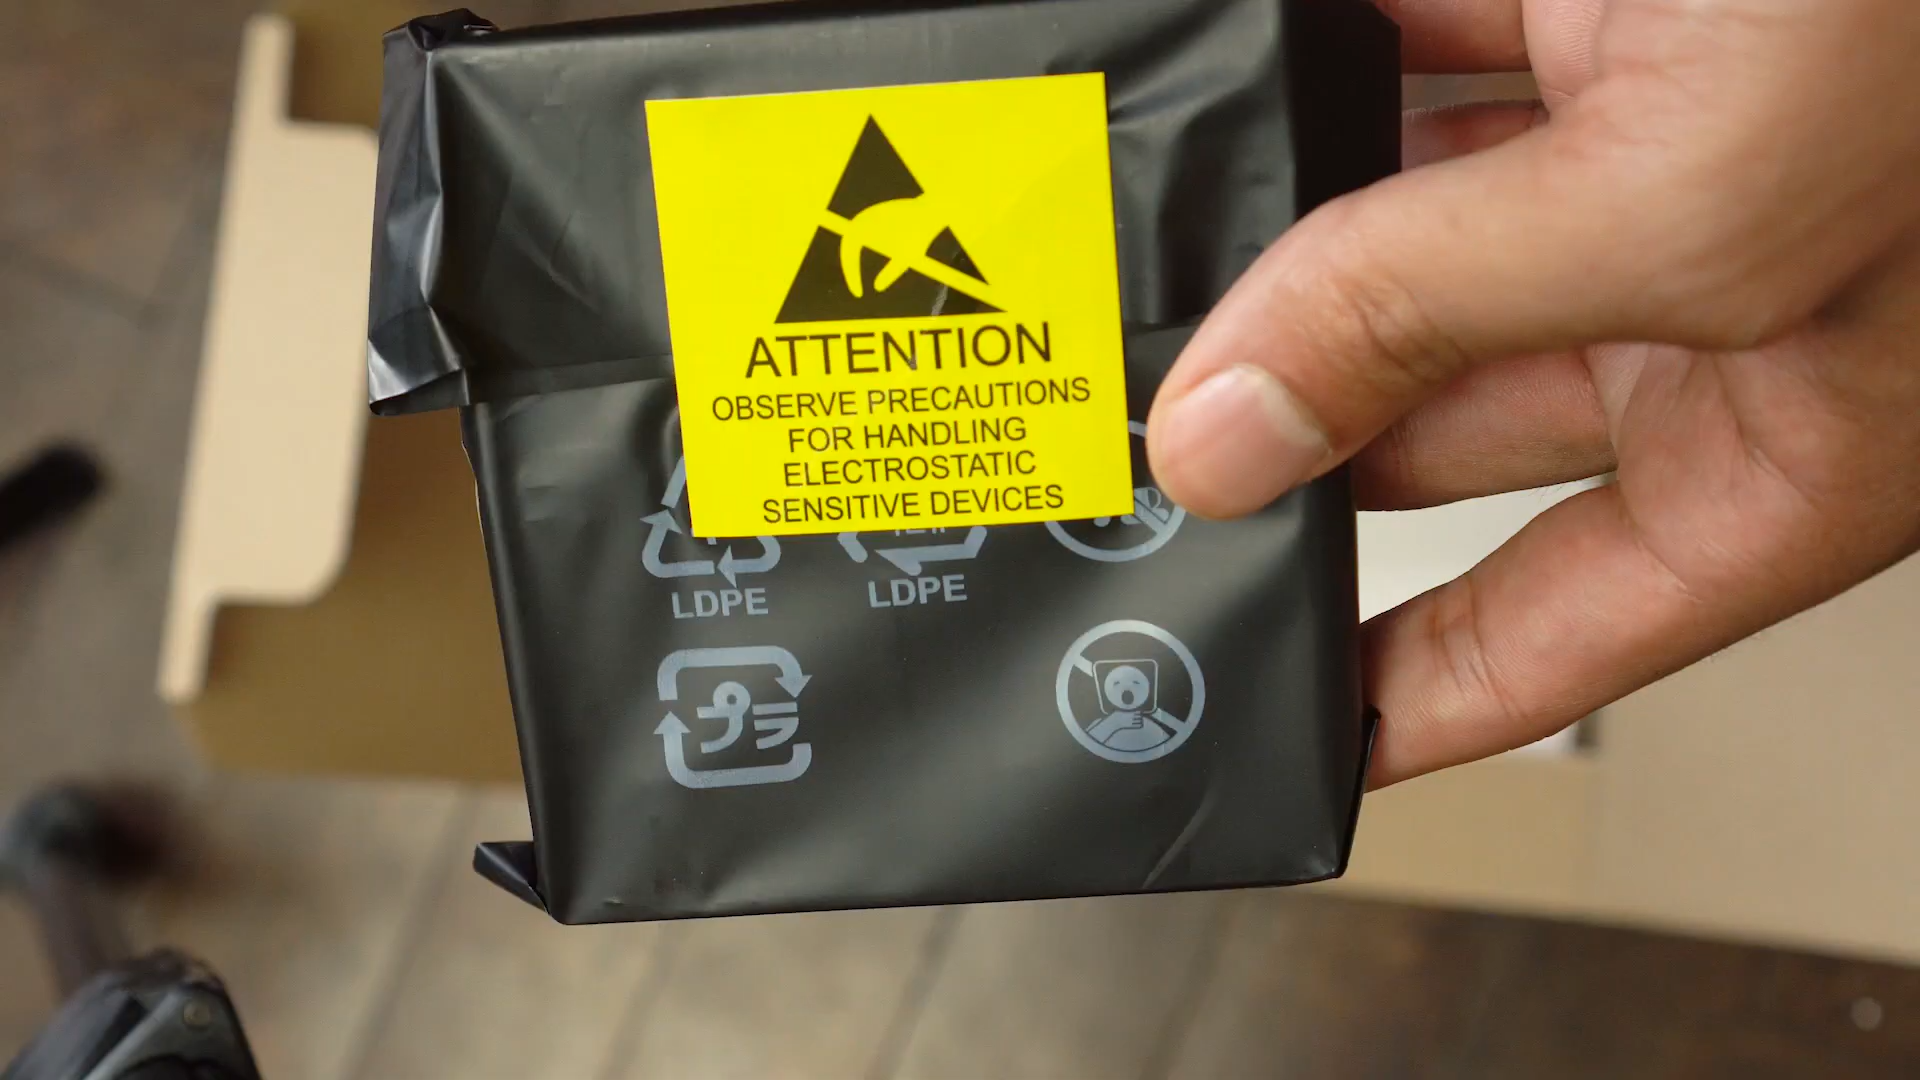 ATTENTION
OBSERVE PRECAUTIONS
FOR HANDLING
ELECTROSTATIC
SENSITIVE DEVICES
LDPE
LDPE
プラ